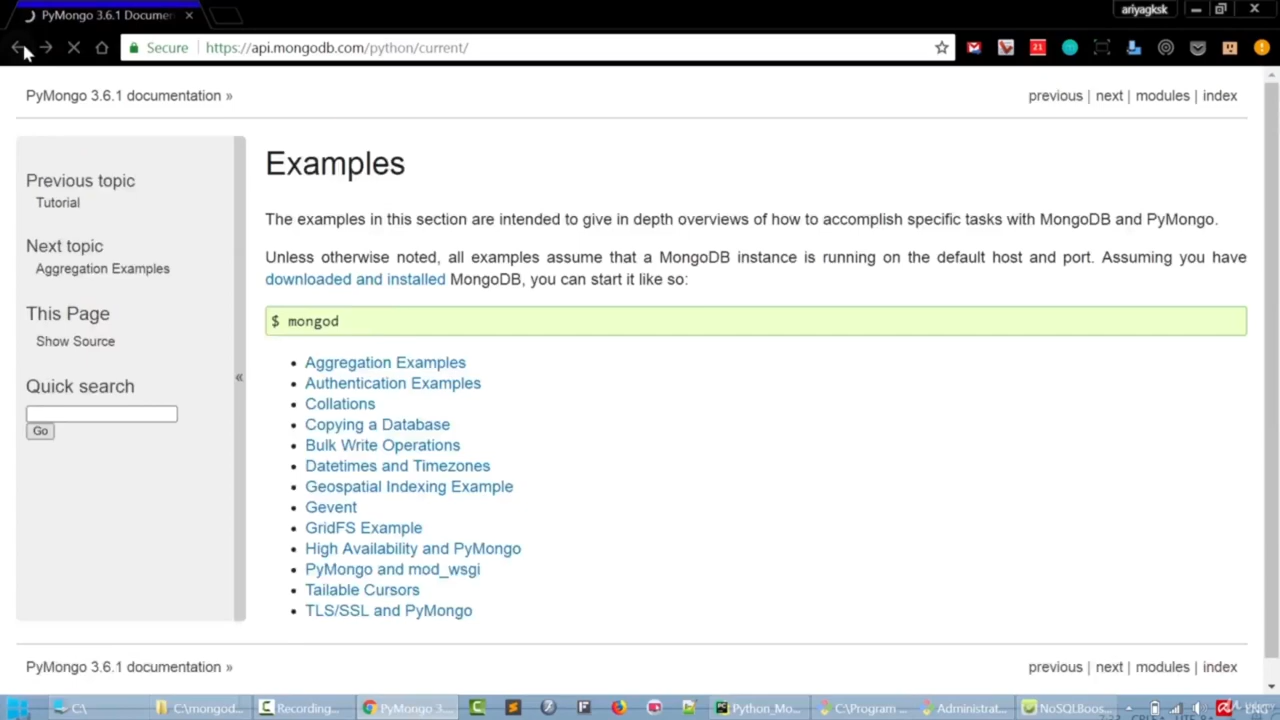 PyMongo 3.6.1 Documen
ariyagksk
Secure
https://api.mongodb.com/python/current/
21
PyMongo 3.6.1 documentation »
previous | next | modules | index
Previous topic
Tutorial
Next topic
Aggregation Examples
This Page
Show Source
Quick search
Go
«
Examples
The examples in this section are intended to give in depth overviews of how to accomplish specific tasks with MongoDB and PyMongo.
Unless otherwise noted, all examples assume that a MongoDB instance is running on the default host and port. Assuming you have
downloaded and installed MongoDB, you can start it like so:
$ mongod
Aggregation Examples
Authentication Examples
Collations
Copying a Database
Bulk Write Operations
Datetimes and Timezones
Geospatial Indexing Example
Gevent
GridFS Example
High Availability and PyMongo
PyMongo and mod_wsgi
Tailable Cursors
TLS/SSL and PyMongo
PyMongo 3.6.1 documentation »
previous | next | modules | index
C:\
C:\mongod...
Recording...
PyMongo 3....
Python_Mo...
C:\Program ...
Administrat...
NoSQLBoos...